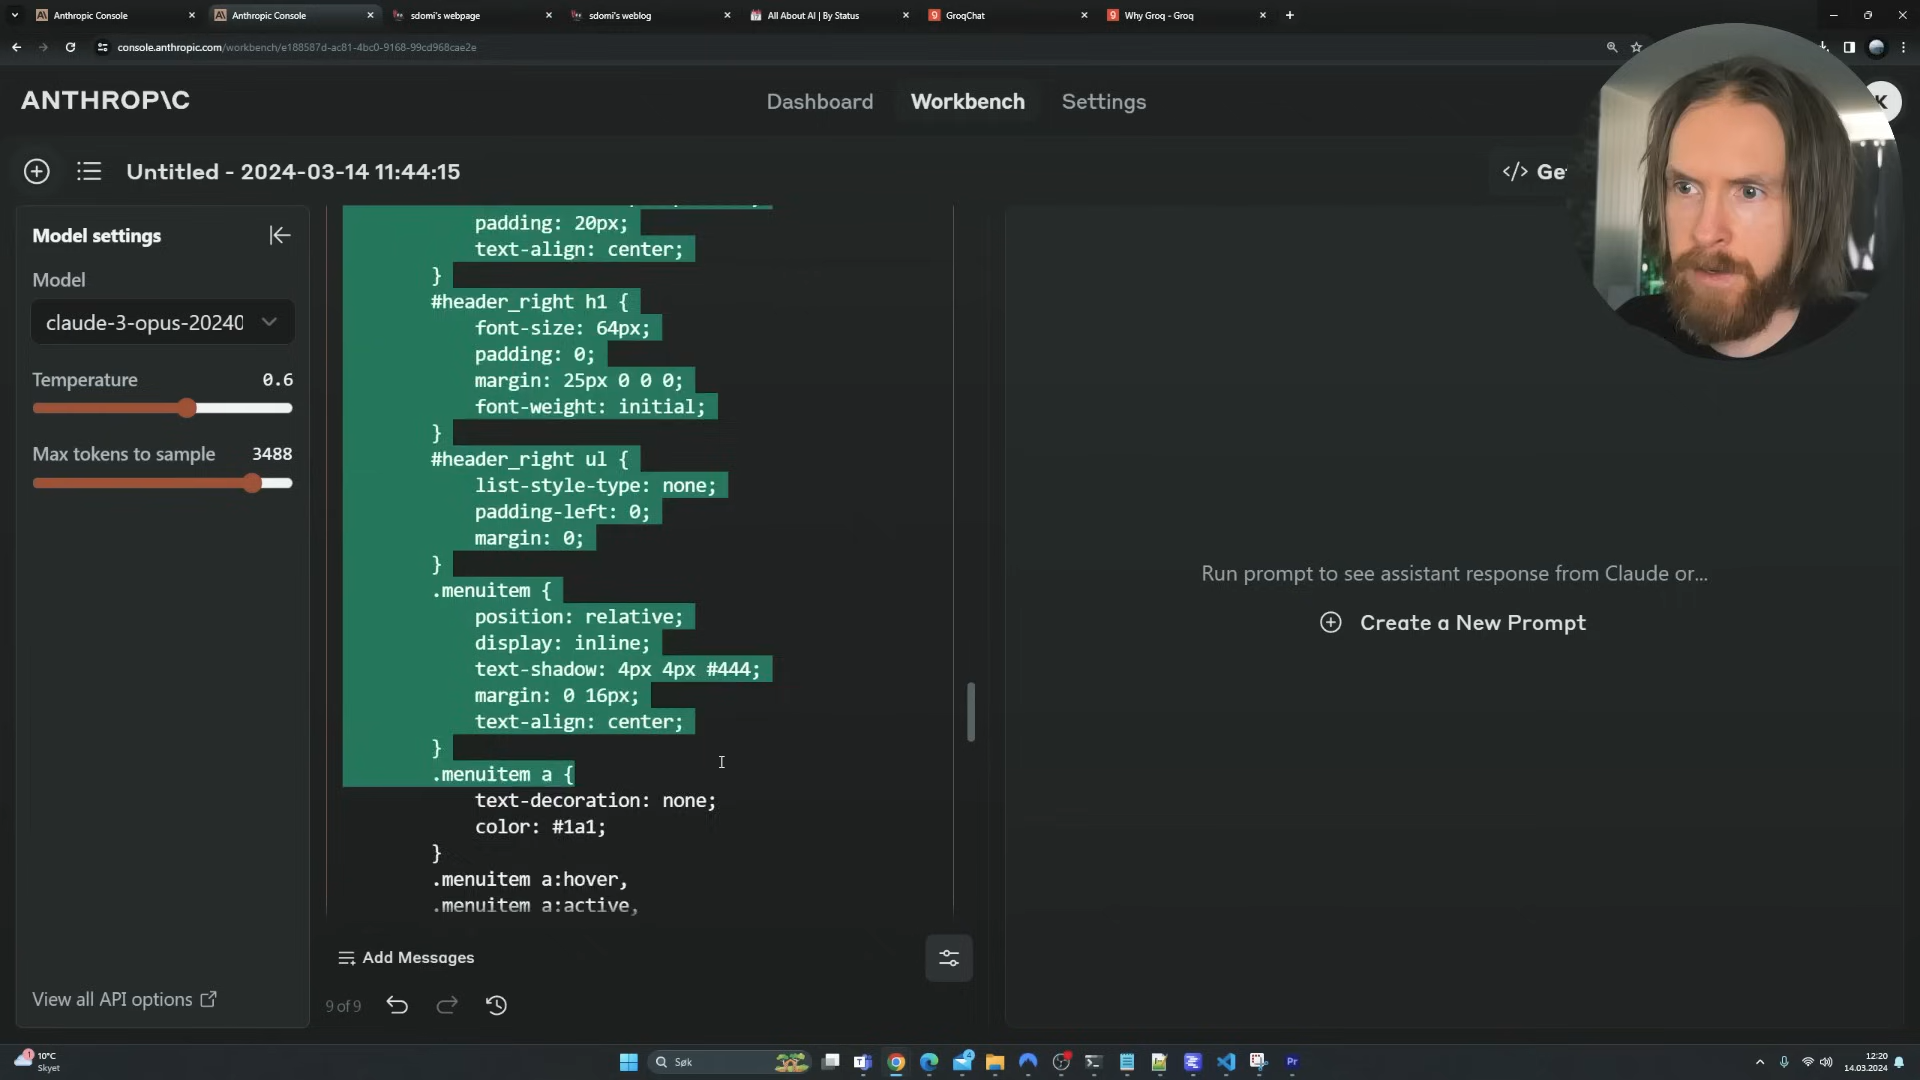 Anthropic Console
Anthropic Console
sdomi's webpage
sdomi's weblog
All About AI | By Status
GroqChat
Why Groq - Groq
console.anthropic.com/workbench/e188587d-ac81-4bc0-9168-99cd968cae2e
ANTHROP\C
Dashboard
Workbench
Settings
K
Untitled - 2024-03-14 11:44:15
</> Ge
Model settings
Model
claude-3-opus-20240
Temperature
0.6
Max tokens to sample
3488
View all API options
padding: 20px;
text-align: center;
}
#header_right h1 {
font-size: 64px;
padding: 0;
margin: 25px 0 0 0;
font-weight: initial;
}
#header_right ul {
list-style-type: none;
padding-left: 0;
margin: 0;
}
.menuitem {
position: relative;
display: inline;
text-shadow: 4px 4px #444;
margin: 0 16px;
text-align: center;
}
.menuitem a {
text-decoration: none;
color: #1a1;
}
.menuitem a:hover,
.menuitem a:active,
Add Messages
9 of 9
Run prompt to see assistant response from Claude or...
Create a New Prompt
10°C
Skyet
Søk
12:20
14.03.2024